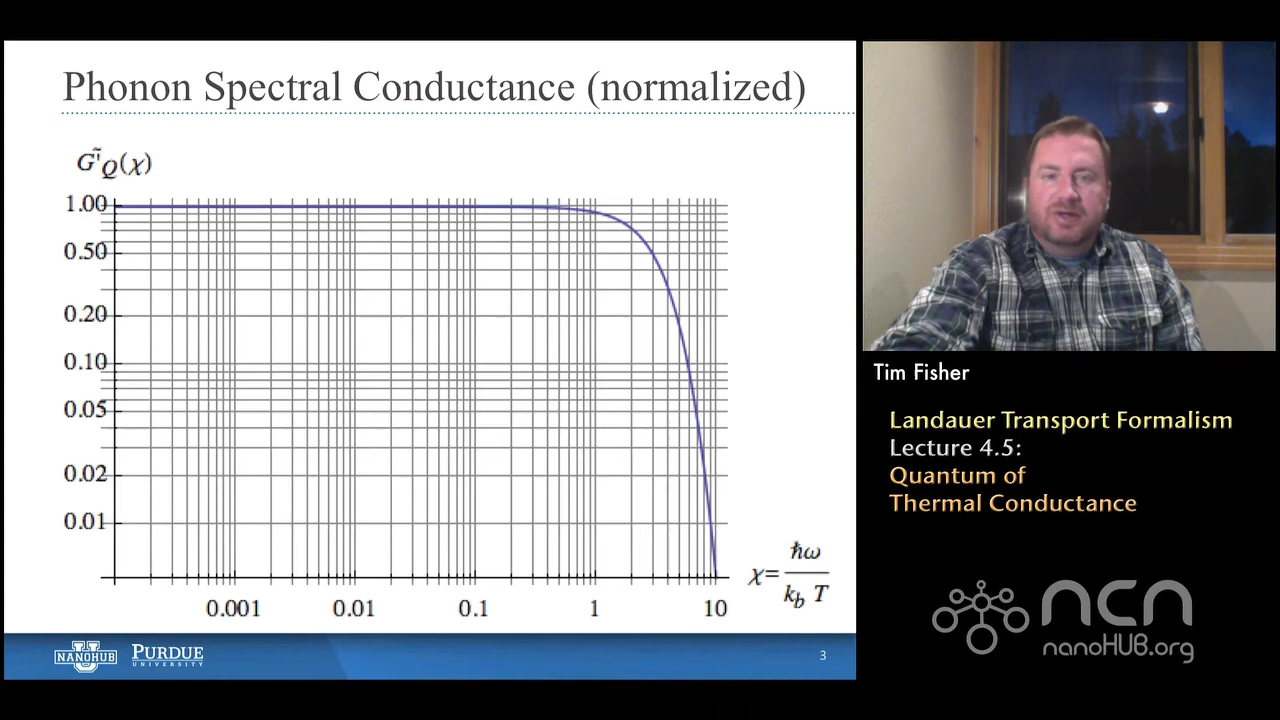 Phonon Spectral Conductance (normalized)
G̃'Q(χ)
1.00
0.50
0.20
0.10
0.05
0.02
0.01
0.001
0.01
0.1
1
10
χ= ħω / kb T
NANOHUB
PURDUE
UNIVERSITY
3
Tim Fisher
Landauer Transport Formalism
Lecture 4.5:
Quantum of
Thermal Conductance
ncn
nanoHUB.org